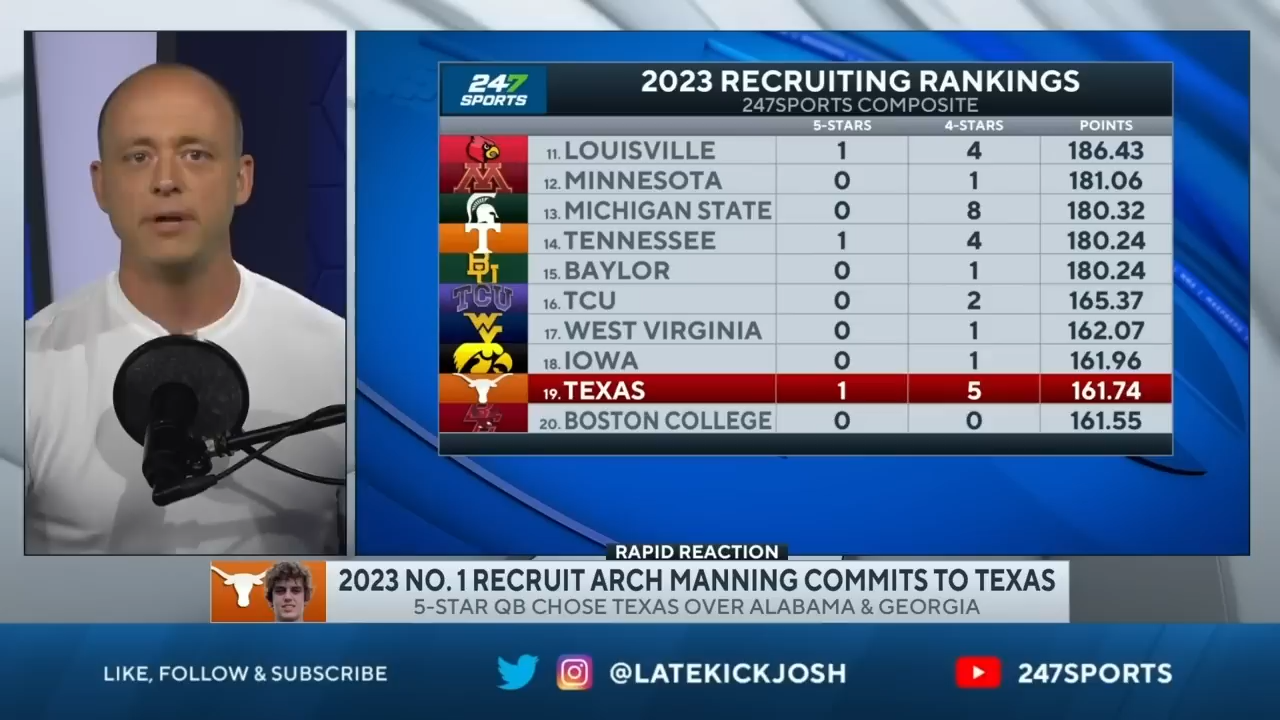 247 SPORTS
2023 RECRUITING RANKINGS
247SPORTS COMPOSITE
5-STARS 4-STARS POINTS
11. LOUISVILLE 1 4 186.43
12. MINNESOTA 0 1 181.06
13. MICHIGAN STATE 0 8 180.32
14. TENNESSEE 1 4 180.24
15. BAYLOR 0 1 180.24
16. TCU 0 2 165.37
17. WEST VIRGINIA 0 1 162.07
18. IOWA 0 1 161.96
19. TEXAS 1 5 161.74
20. BOSTON COLLEGE 0 0 161.55
M
T
BU
TCU
WV
BC
RAPID REACTION
2023 NO. 1 RECRUIT ARCH MANNING COMMITS TO TEXAS
5-STAR QB CHOSE TEXAS OVER ALABAMA & GEORGIA
LIKE, FOLLOW & SUBSCRIBE @LATEKICKJOSH 247SPORTS